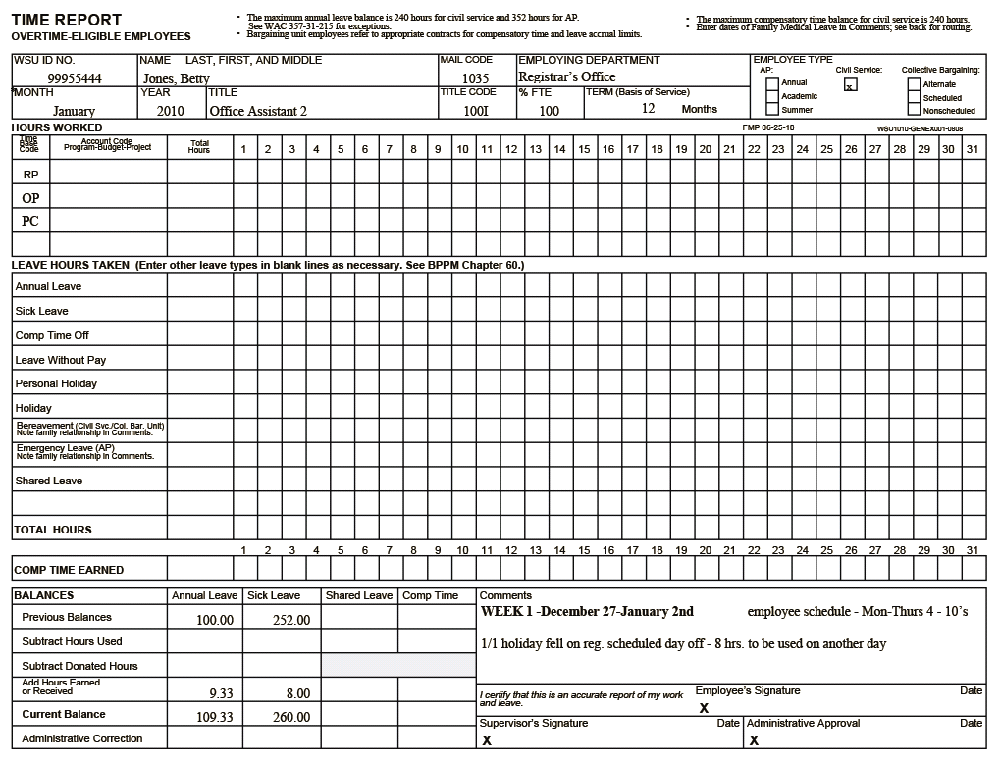 TIME REPORT
OVERTIME-ELIGIBLE EMPLOYEES
• The maximum annual leave balance is 240 hours for civil service and 352 hours for AP.
See WAC 357-31-215 for exceptions.
• Bargaining unit employees refer to appropriate contracts for compensatory time and leave accrual limits.
• The maximum compensatory time balance for civil service is 240 hours.
• Enter dates of Family Medical Leave in Comments; see back for routing.
WSU ID NO. NAME LAST, FIRST, AND MIDDLE MAIL CODE EMPLOYING DEPARTMENT EMPLOYEE TYPE
99955444 Jones, Betty 1035 Registrar's Office
AP: Civil Service: Collective Bargaining:
Annual x Alternate
Academic Scheduled
Summer Nonscheduled
*MONTH YEAR TITLE TITLE CODE % FTE TERM (Basis of Service)
January 2010 Office Assistant 2 100I 100 12 Months
HOURS WORKED FMP 06-25-10 WSU1010-GENEX001-0808
Time Base Code Account Code Program-Budget-Project Total Hours 1 2 3 4 5 6 7 8 9 10 11 12 13 14 15 16 17 18 19 20 21 22 23 24 25 26 27 28 29 30 31
RP
OP
PC
LEAVE HOURS TAKEN (Enter other leave types in blank lines as necessary. See BPPM Chapter 60.)
Annual Leave
Sick Leave
Comp Time Off
Leave Without Pay
Personal Holiday
Holiday
Bereavement (Civil Svc./Col. Bar. Unit)
Note family relationship in Comments.
Emergency Leave (AP)
Note family relationship in Comments.
Shared Leave
TOTAL HOURS
1 2 3 4 5 6 7 8 9 10 11 12 13 14 15 16 17 18 19 20 21 22 23 24 25 26 27 28 29 30 31
COMP TIME EARNED
BALANCES Annual Leave Sick Leave Shared Leave Comp Time
Previous Balances 100.00 252.00
Subtract Hours Used
Subtract Donated Hours
Add Hours Earned
or Received 9.33 8.00
Current Balance 109.33 260.00
Administrative Correction
Comments
WEEK 1 -December 27-January 2nd employee schedule - Mon-Thurs 4 - 10's
1/1 holiday fell on reg. scheduled day off - 8 hrs. to be used on another day
I certify that this is an accurate report of my work
and leave.
Employee's Signature Date
X
Supervisor's Signature Date Administrative Approval Date
X X